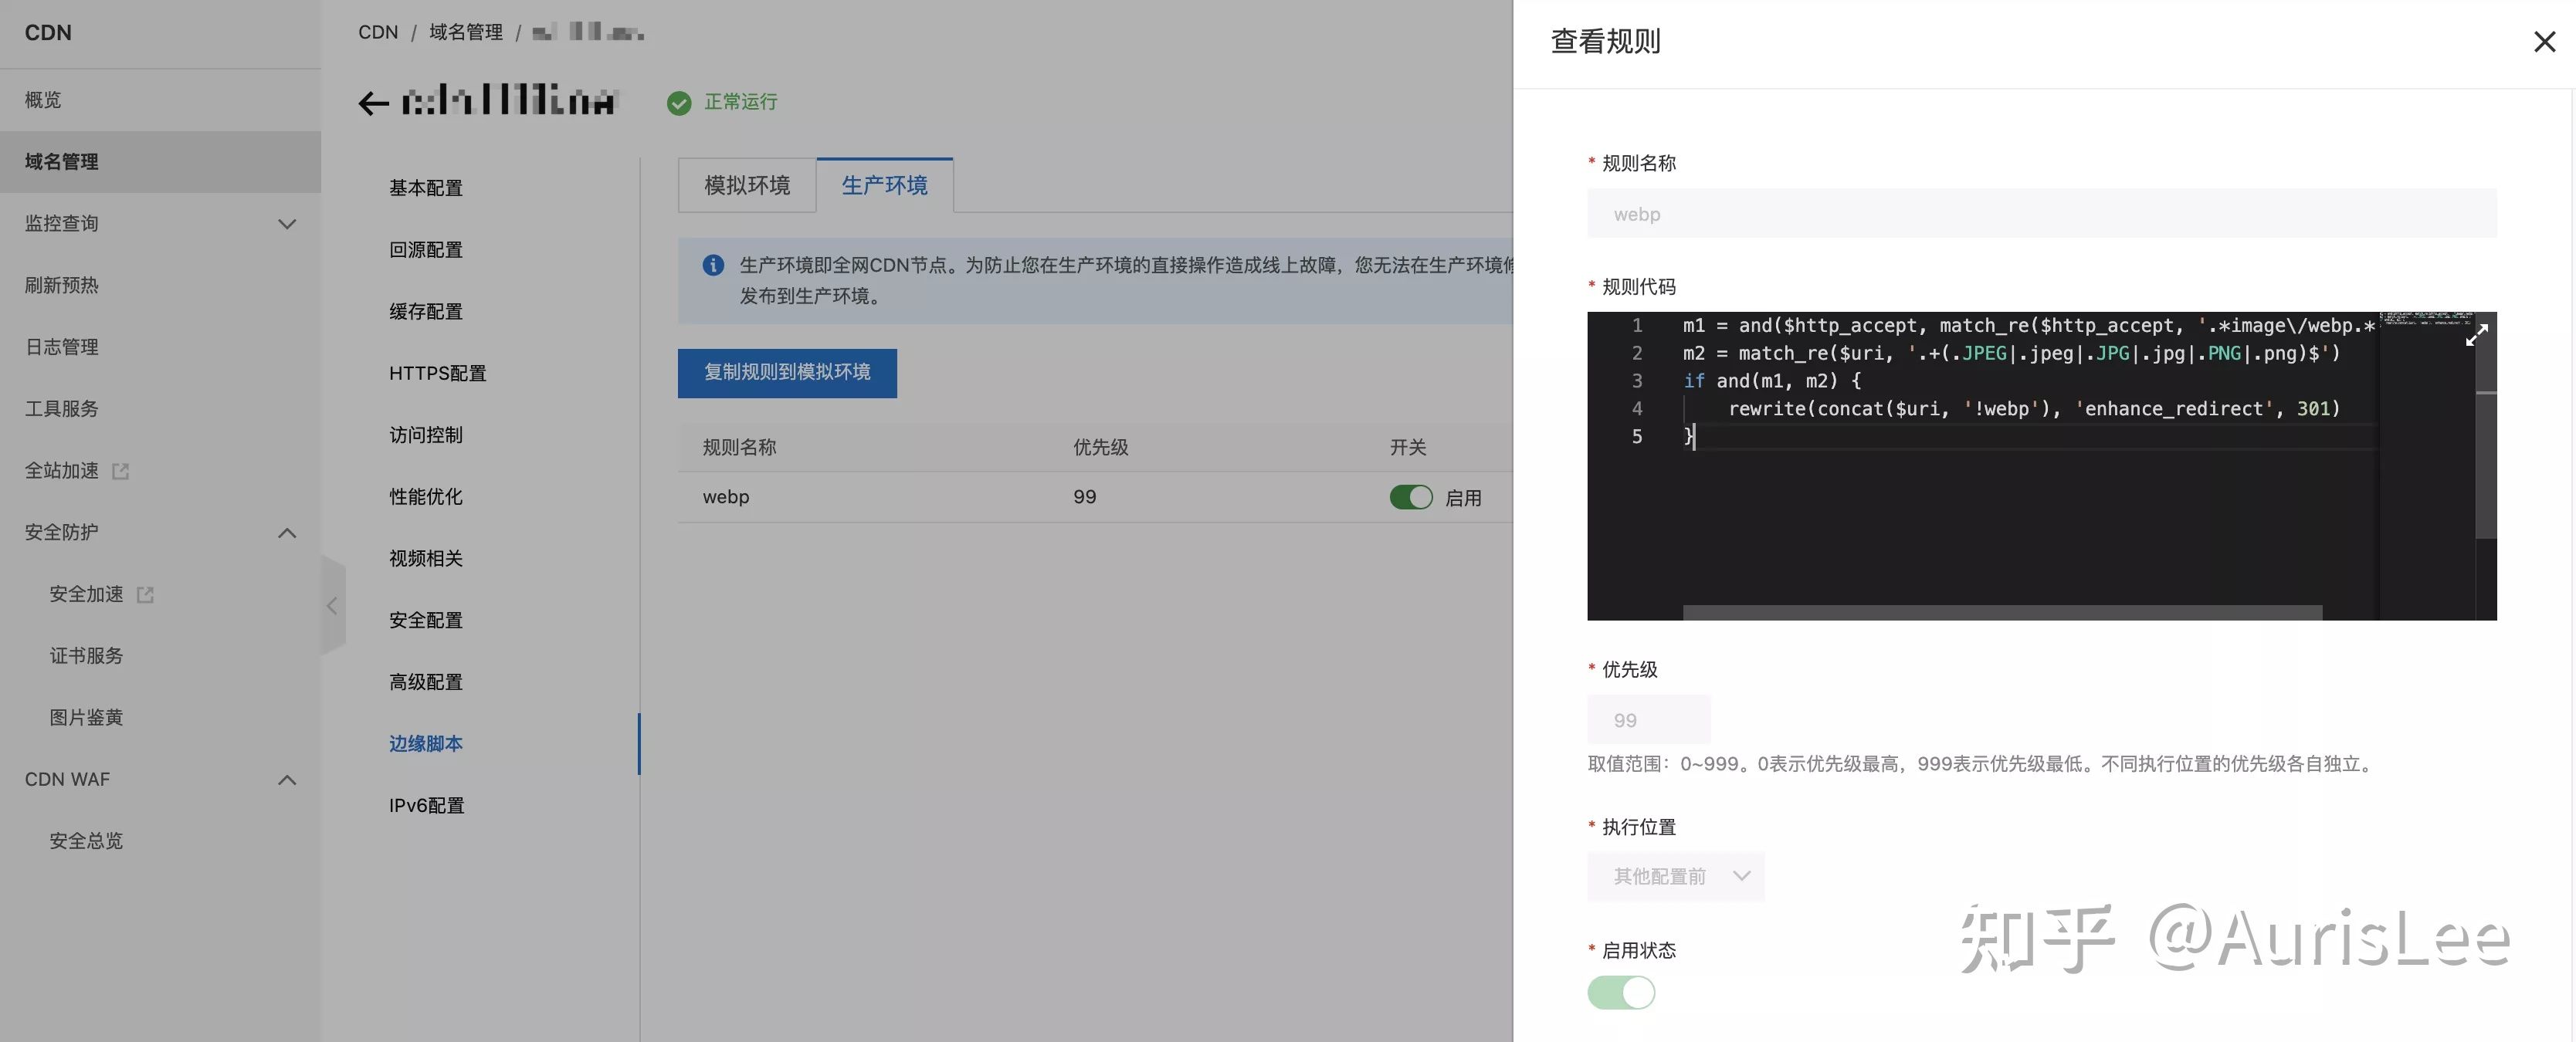 CDN
概览
域名管理
监控查询
刷新预热
日志管理
工具服务
全站加速
安全防护
安全加速
证书服务
图片鉴黄
CDN WAF
安全总览
CDN / 域名管理 /
正常运行
基本配置
回源配置
缓存配置
HTTPS配置
访问控制
性能优化
视频相关
安全配置
高级配置
边缘脚本
IPv6配置
模拟环境 生产环境
生产环境即全网CDN节点。为防止您在生产环境的直接操作造成线上故障，您无法在生产环境修
发布到生产环境。
复制规则到模拟环境
规则名称 优先级 开关
webp 99 启用
查看规则
* 规则名称
webp
* 规则代码
1 m1 = and($http_accept, match_re($http_accept, '.*image\/webp.*
2 m2 = match_re($uri, '.+(.JPEG|.jpeg|.JPG|.jpg|.PNG|.png)$')
3 if and(m1, m2) {
4 rewrite(concat($uri, '!webp'), 'enhance_redirect', 301)
5 }
* 优先级
99
取值范围：0~999。0表示优先级最高，999表示优先级最低。不同执行位置的优先级各自独立。
* 执行位置
其他配置前
* 启用状态
知乎 @AurisLee